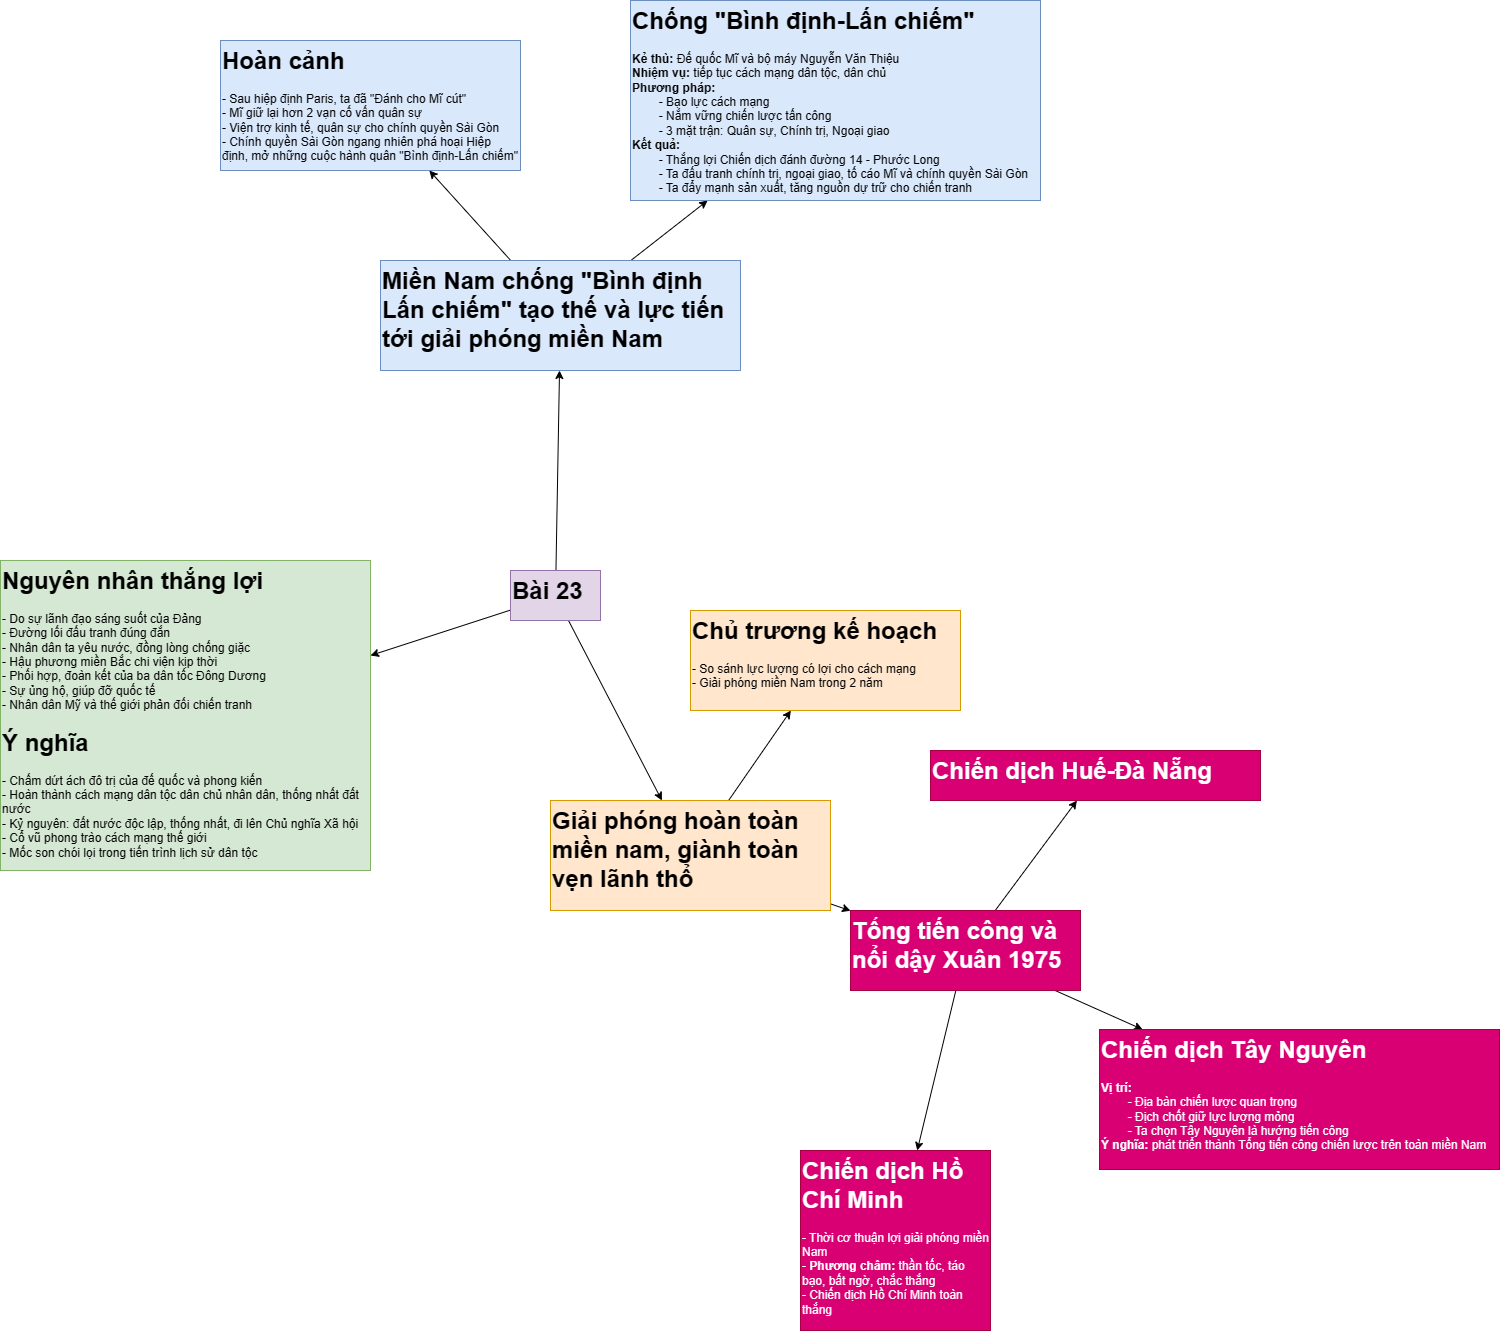 Chống "Bình định-Lấn chiếm"
Kẻ thù: Đế quốc Mĩ và bộ máy Nguyễn Văn Thiệu
Nhiệm vụ: tiếp tục cách mạng dân tộc, dân chủ
Phương pháp:
- Bạo lực cách mạng
- Nắm vững chiến lược tấn công
- 3 mặt trận: Quân sự, Chính trị, Ngoại giao
Kết quả:
- Thắng lợi Chiến dịch đánh đường 14 - Phước Long
- Ta đấu tranh chính trị, ngoại giao, tố cáo Mĩ và chính quyền Sài Gòn
- Ta đẩy mạnh sản xuất, tăng nguồn dự trữ cho chiến tranh
Hoàn cảnh
- Sau hiệp định Paris, ta đã "Đánh cho Mĩ cút"
- Mĩ giữ lại hơn 2 vạn cố vấn quân sự
- Viện trợ kinh tế, quân sự cho chính quyền Sài Gòn
- Chính quyền Sài Gòn ngang nhiên phá hoại Hiệp
định, mở những cuộc hành quân "Bình định-Lấn chiếm"
Miền Nam chống "Bình định
Lấn chiếm" tạo thế và lực tiến
tới giải phóng miền Nam
Bài 23
Nguyên nhân thắng lợi
- Do sự lãnh đạo sáng suốt của Đảng
- Đường lối đấu tranh đúng đắn
- Nhân dân ta yêu nước, đồng lòng chống giặc
- Hậu phương miền Bắc chi viện kịp thời
- Phối hợp, đoàn kết của ba dân tốc Đông Dương
- Sự ủng hộ, giúp đỡ quốc tế
- Nhân dân Mỹ và thế giới phản đối chiến tranh
Ý nghĩa
- Chấm dứt ách đô trị của đế quốc và phong kiến
- Hoàn thành cách mạng dân tộc dân chủ nhân dân, thống nhất đất
nước
- Kỷ nguyên: đất nước độc lập, thống nhất, đi lên Chủ nghĩa Xã hội
- Cổ vũ phong trào cách mạng thế giới
- Mốc son chói lọi trong tiến trình lịch sử dân tộc
Chủ trương kế hoạch
- So sánh lực lượng có lợi cho cách mạng
- Giải phóng miền Nam trong 2 năm
Giải phóng hoàn toàn
miền nam, giành toàn
vẹn lãnh thổ
Chiến dịch Huế-Đà Nẵng
Tổng tiến công và
nổi dậy Xuân 1975
Chiến dịch Tây Nguyên
Vị trí:
- Địa bàn chiến lược quan trọng
- Địch chốt giữ lực lượng mỏng
- Ta chọn Tây Nguyên là hướng tiến công
Ý nghĩa: phát triển thành Tổng tiến công chiến lược trên toàn miền Nam
Chiến dịch Hồ
Chí Minh
- Thời cơ thuận lợi giải phóng miền
Nam
- Phương châm: thần tốc, táo
bạo, bất ngờ, chắc thắng
- Chiến dịch Hồ Chí Minh toàn
thắng